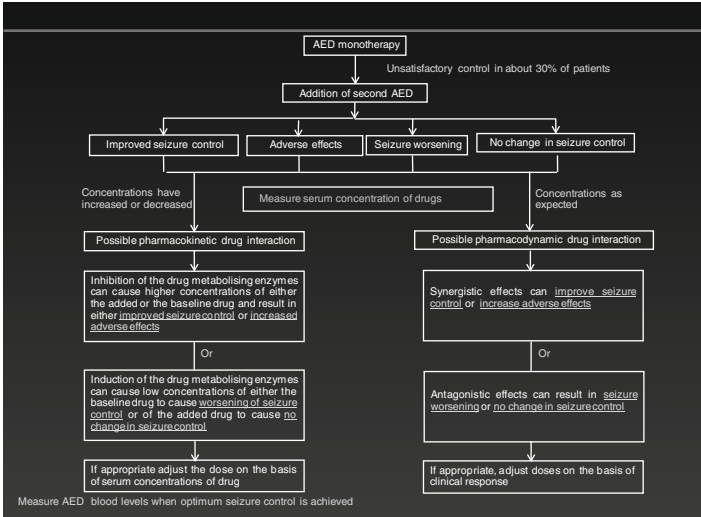 AED monotherapy
Unsatisfactory control in about 30% of patients
Addition of second AED
Improved seizure control
Adverse effects
Seizure worsening
No change in seizure control
Concentrations have
increased or decreased
Measure serum concentration of drugs
Concentrations as
expected
Possible pharmacokinetic drug interaction
Possible pharmacodynamic drug interaction
Inhibition of the drug metabolising enzymes
can cause higher concentrations of either
the added or the baseline drug and result in
either improved seizure control or increased
adverse effects
Synergistic effects can improve seizure
control or increase adverse effects
Or
Or
Induction of the drug metabolising enzymes
can cause low concentrations of either the
baseline drug to cause worsening of seizure
control or of the added drug to cause no
change in seizure control
Antagonistic effects can result in seizure
worsening or no change in seizure control
If appropriate adjust the dose on the basis
of serum concentrations of drug
If appropriate, adjust doses on the basis of
clinical response
Measure AED blood levels when optimum seizure control is achieved